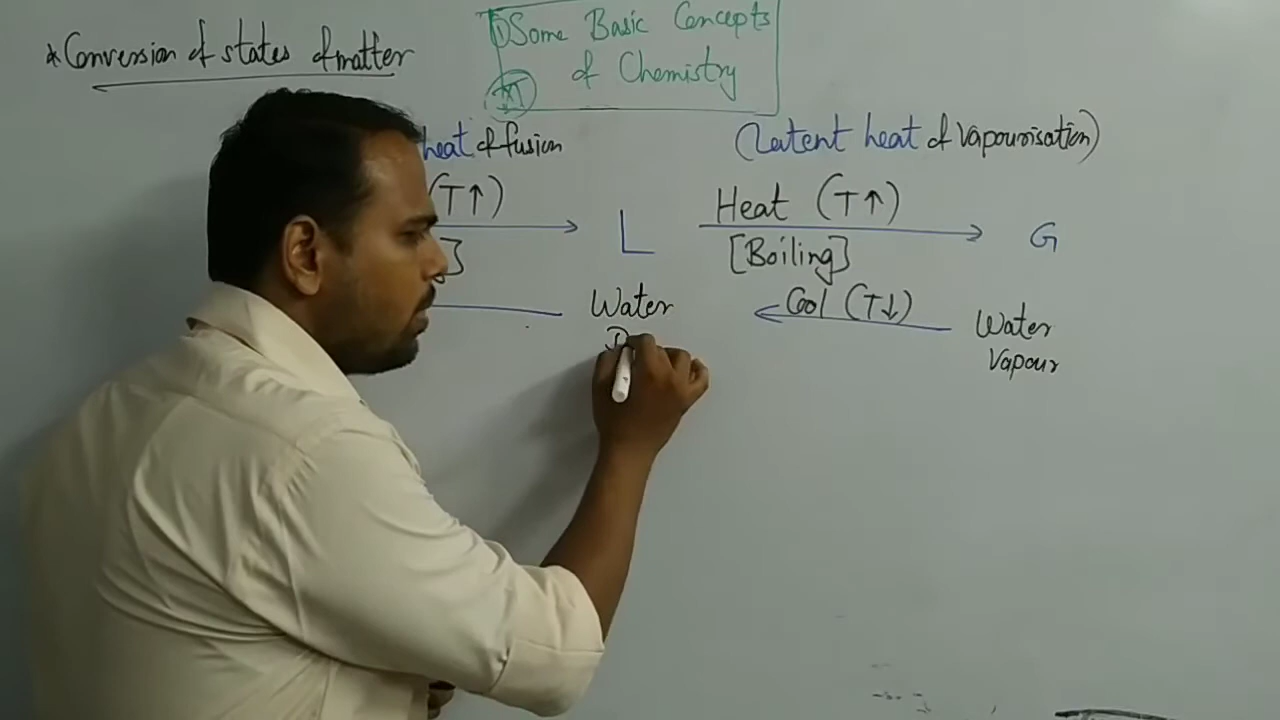 *Conversion of states of matter
① Some Basic Concepts
of Chemistry
XI
heat of fusion
(Latent heat of Vapourisation)
(T↑)
L
Heat (T↑)
[Boiling]
G
]
Water
Cool (T↓)
Water
Vapour